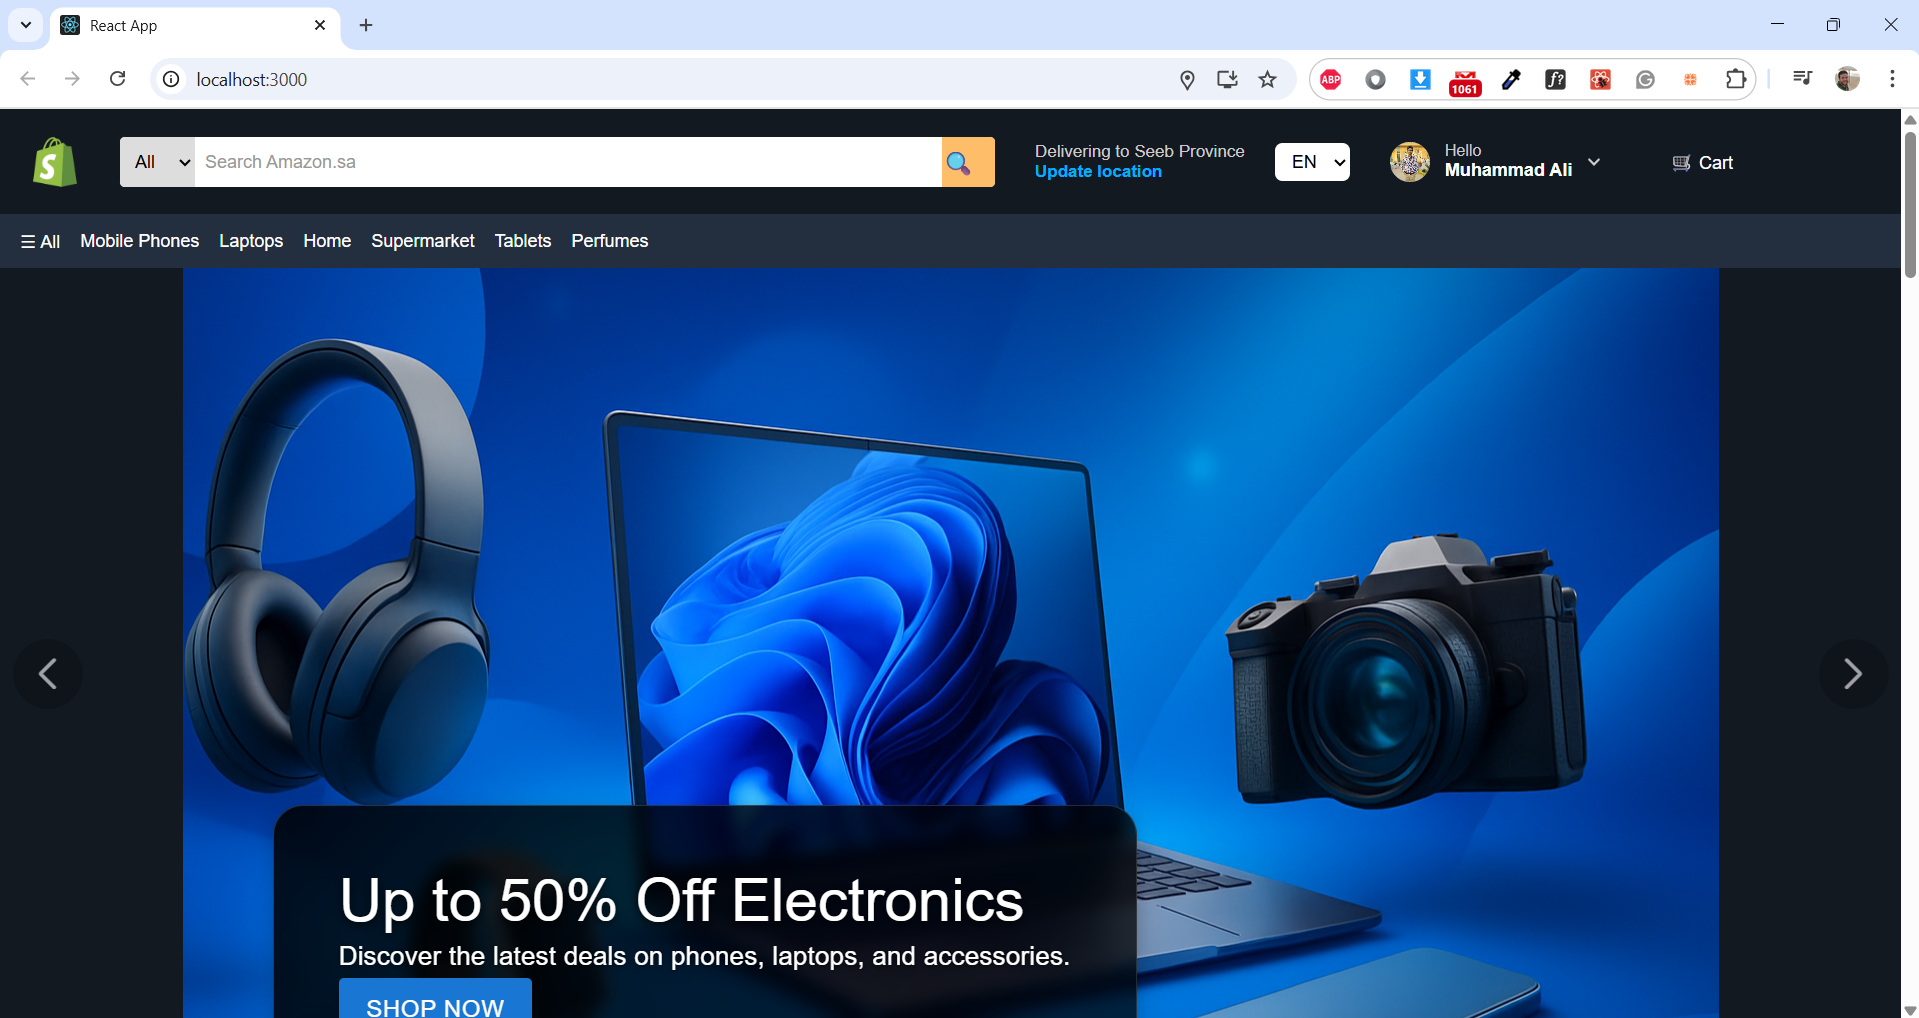 React App
localhost:3000
ABP
1061
f?
S
All
Search Amazon.sa
Delivering to Seeb Province
Update location
EN
Hello
Muhammad Ali
Cart
☰ All Mobile Phones Laptops Home Supermarket Tablets Perfumes
Up to 50% Off Electronics
Discover the latest deals on phones, laptops, and accessories.
SHOP NOW